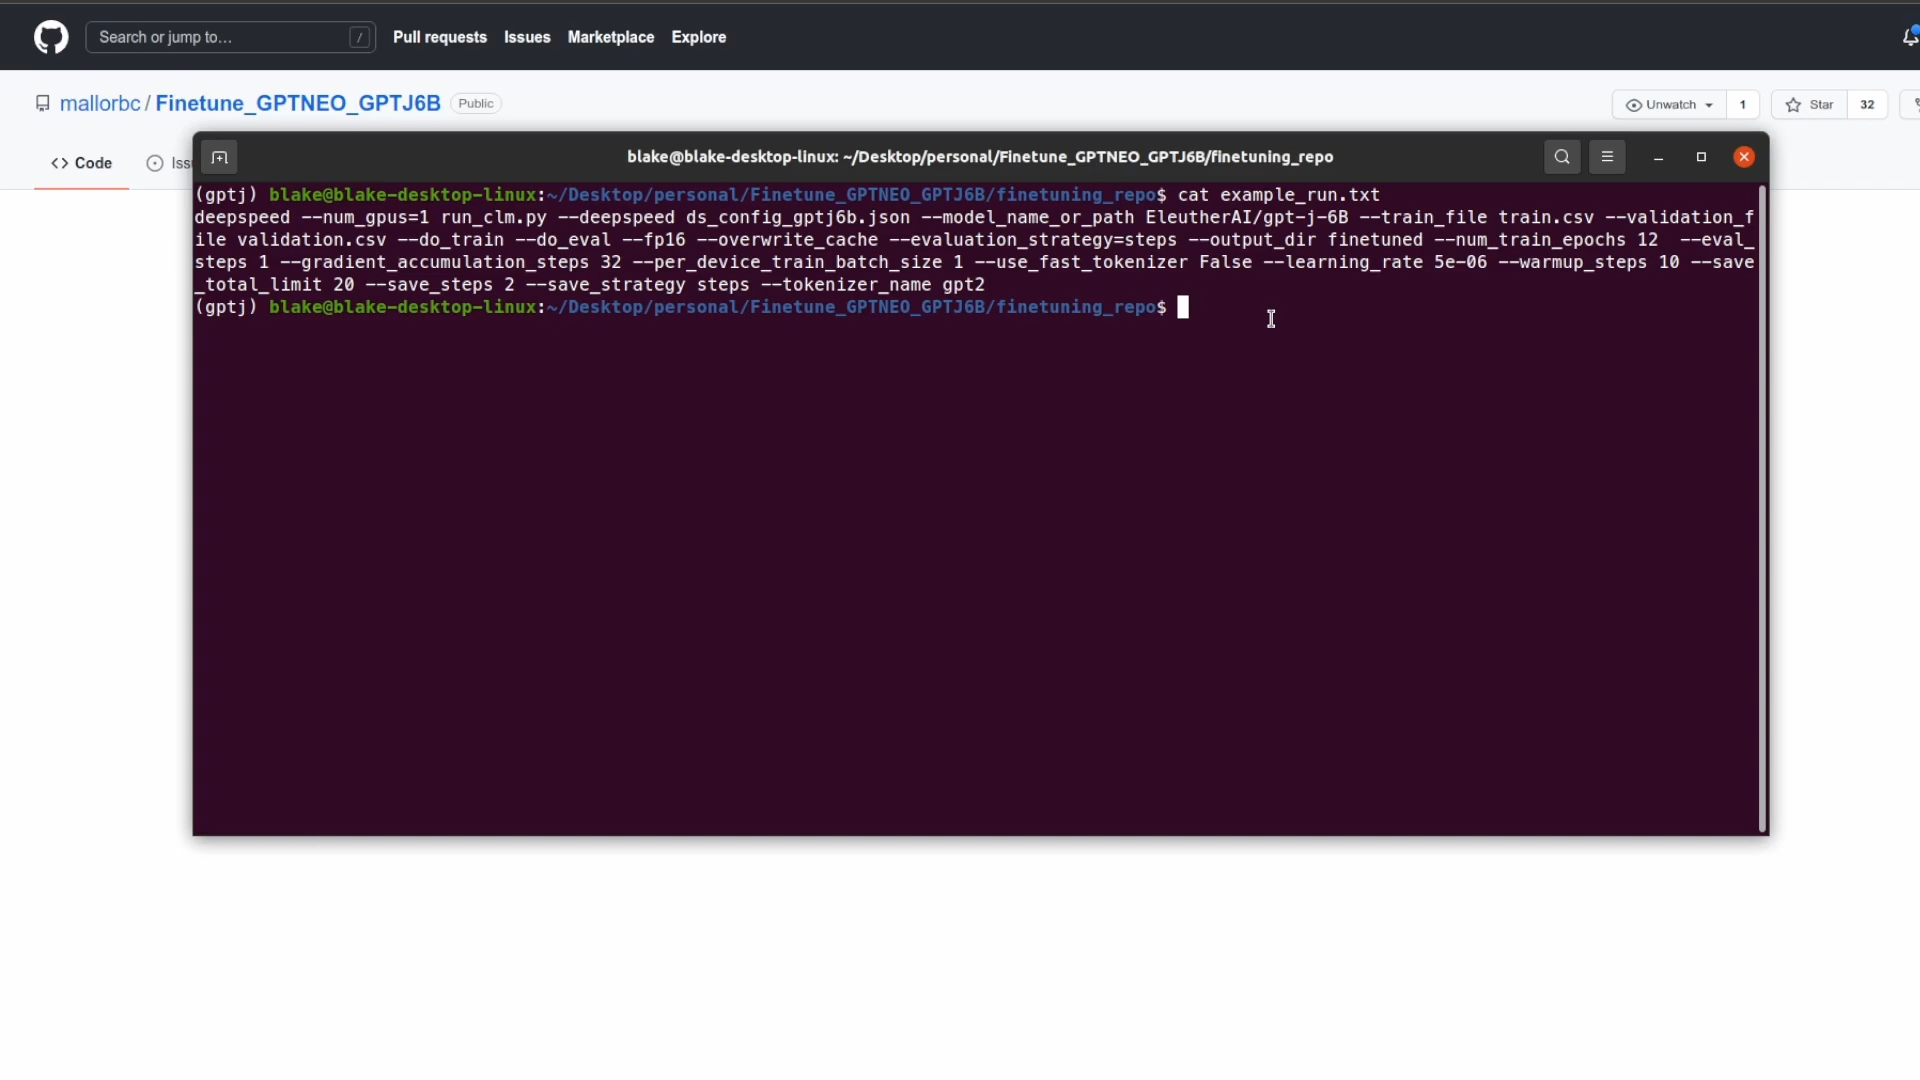 Search or jump to... /
Pull requests Issues Marketplace Explore
mallorbc / Finetune_GPTNEO_GPTJ6B Public
Unwatch 1 Star 32
Code
blake@blake-desktop-linux: ~/Desktop/personal/Finetune_GPTNEO_GPTJ6B/finetuning_repo
(gptj) blake@blake-desktop-linux:~/Desktop/personal/Finetune_GPTNEO_GPTJ6B/finetuning_repo$ cat example_run.txt
deepspeed --num_gpus=1 run_clm.py --deepspeed ds_config_gptj6b.json --model_name_or_path EleutherAI/gpt-j-6B --train_file train.csv --validation_f
ile validation.csv --do_train --do_eval --fp16 --overwrite_cache --evaluation_strategy=steps --output_dir finetuned --num_train_epochs 12  --eval_
steps 1 --gradient_accumulation_steps 32 --per_device_train_batch_size 1 --use_fast_tokenizer False --learning_rate 5e-06 --warmup_steps 10 --save
_total_limit 20 --save_steps 2 --save_strategy steps --tokenizer_name gpt2
(gptj) blake@blake-desktop-linux:~/Desktop/personal/Finetune_GPTNEO_GPTJ6B/finetuning_repo$